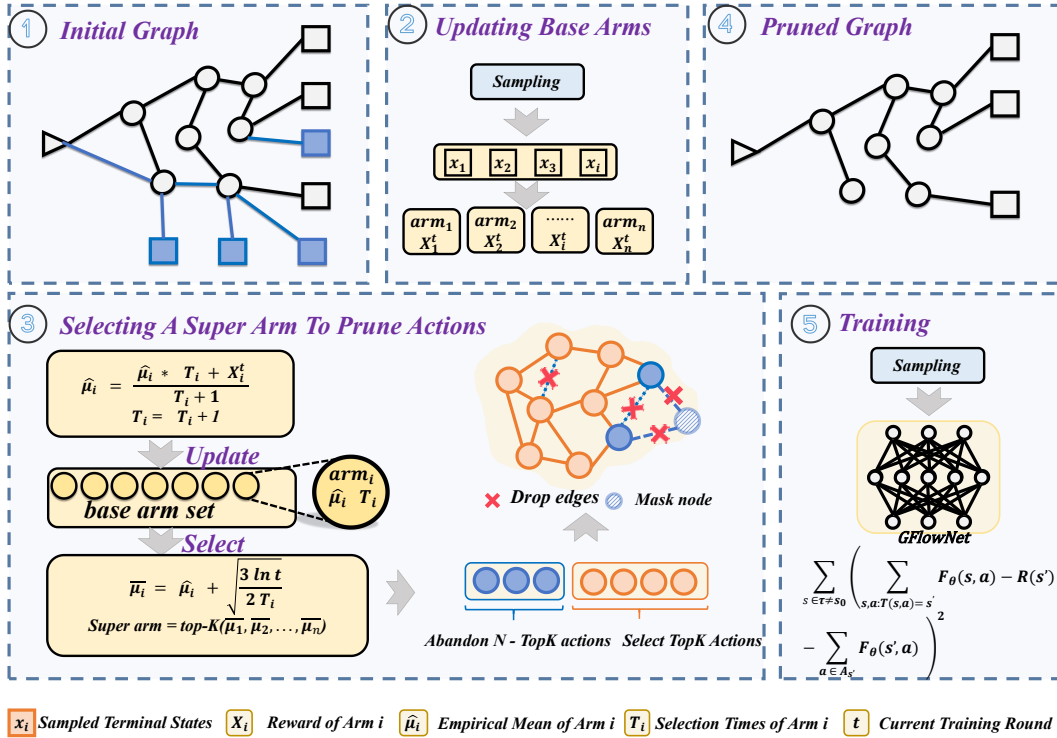 1 Initial Graph
2 Updating Base Arms
Sampling
x₁ x₂ x₃ xᵢ
arm₁ arm₂ ...... armₙ
X₁ᵗ X₂ᵗ Xᵢᵗ Xₙᵗ
4 Pruned Graph
3 Selecting A Super Arm To Prune Actions
μ̂ᵢ = (μ̂ᵢ * Tᵢ + Xᵢᵗ) / (Tᵢ + 1)
Tᵢ = Tᵢ + 1
Update
base arm set
armᵢ
μ̂ᵢ Tᵢ
Select
μ̅ᵢ = μ̂ᵢ + √(3 ln t / 2 Tᵢ)
Super arm = top-K(μ̅₁, μ̅₂, ..., μ̅ₙ)
Drop edges
Mask node
Abandon N - TopK actions
Select TopK Actions
5 Training
Sampling
GFlowNet
∑ s∈τ≠s₀ ( ∑ s,a:T(s,a)=s' F_θ(s, a) − R(s')
− ∑ a∈A_s' F_θ(s', a) )²
xᵢ Sampled Terminal States
Xᵢ Reward of Arm i
μ̂ᵢ Empirical Mean of Arm i
Tᵢ Selection Times of Arm i
t Current Training Round